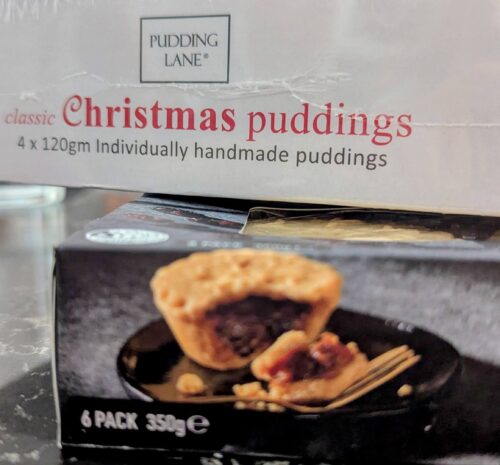 PUDDING
LANE®
classic Christmas puddings
4 x 120gm Individually handmade puddings
6 PACK 350g℮